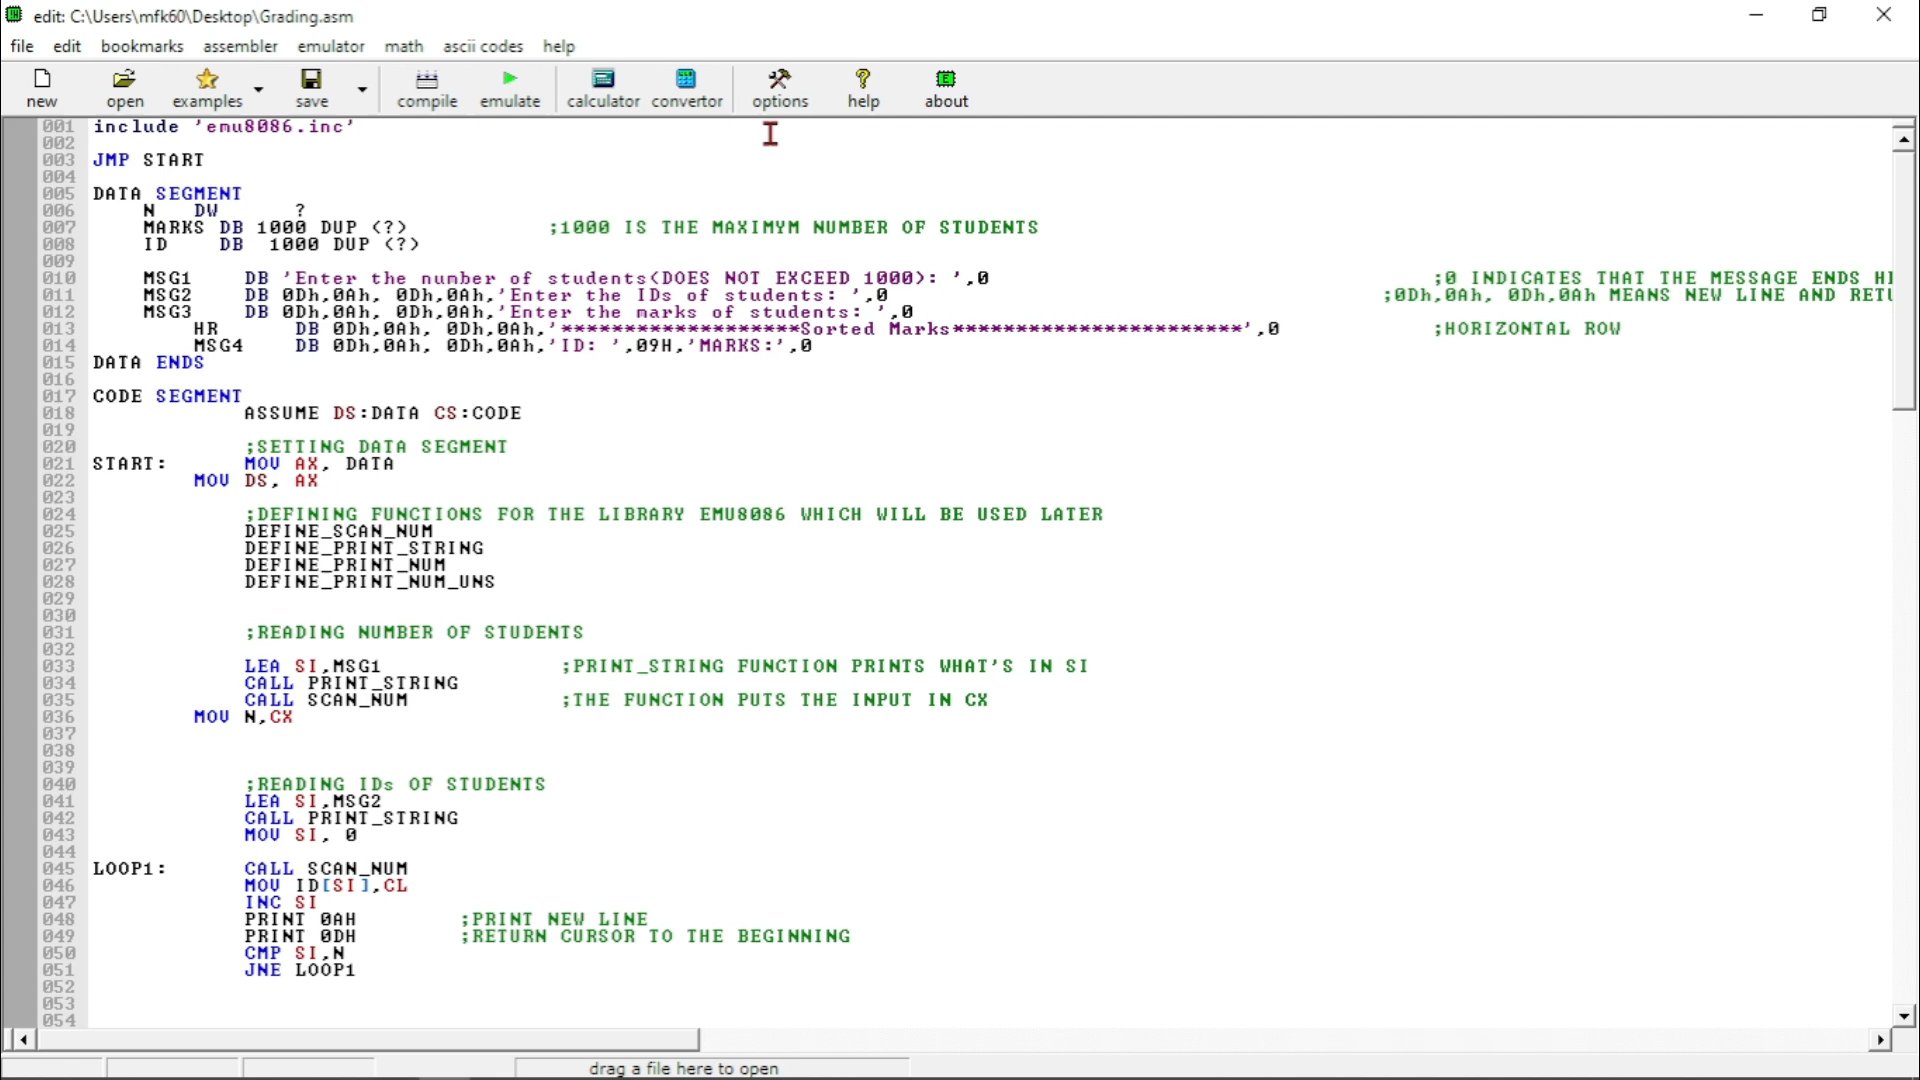 edit: C:\Users\mfk60\Desktop\Grading.asm
file edit bookmarks assembler emulator math ascii codes help
new open examples save compile emulate calculator convertor options help about
001 include 'emu8086.inc'
002
003 JMP START
004
005 DATA SEGMENT
006 N DW ?
007 MARKS DB 1000 DUP (?) ;1000 IS THE MAXIMYM NUMBER OF STUDENTS
008 ID DB 1000 DUP (?)
009
010 MSG1 DB 'Enter the number of students(DOES NOT EXCEED 1000): ',0 ;0 INDICATES THAT THE MESSAGE ENDS
011 MSG2 DB 0Dh,0Ah, 0Dh,0Ah,'Enter the IDs of students: ',0 ;0Dh,0Ah, 0Dh,0Ah MEANS NEW LINE AND
012 MSG3 DB 0Dh,0Ah, 0Dh,0Ah,'Enter the marks of students: ',0
013 HR DB 0Dh,0Ah, 0Dh,0Ah,'*******************Sorted Marks***********************',0 ;HORIZONTAL ROW
014 MSG4 DB 0Dh,0Ah, 0Dh,0Ah,'ID: ',09H,'MARKS:',0
015 DATA ENDS
016
017 CODE SEGMENT
018 ASSUME DS:DATA CS:CODE
019
020 ;SETTING DATA SEGMENT
021 START: MOV AX, DATA
022 MOV DS, AX
023
024 ;DEFINING FUNCTIONS FOR THE LIBRARY EMU8086 WHICH WILL BE USED LATER
025 DEFINE_SCAN_NUM
026 DEFINE_PRINT_STRING
027 DEFINE_PRINT_NUM
028 DEFINE_PRINT_NUM_UNS
029
030
031 ;READING NUMBER OF STUDENTS
032
033 LEA SI,MSG1 ;PRINT_STRING FUNCTION PRINTS WHAT'S IN SI
034 CALL PRINT_STRING
035 CALL SCAN_NUM ;THE FUNCTION PUTS THE INPUT IN CX
036 MOV N,CX
037
038
039
040 ;READING IDs OF STUDENTS
041 LEA SI,MSG2
042 CALL PRINT_STRING
043 MOV SI, 0
044
045 LOOP1: CALL SCAN_NUM
046 MOV ID[SI],CL
047 INC SI
048 PRINT 0AH ;PRINT NEW LINE
049 PRINT 0DH ;RETURN CURSOR TO THE BEGINNING
050 CMP SI,N
051 JNE LOOP1
052
053
054
drag a file here to open